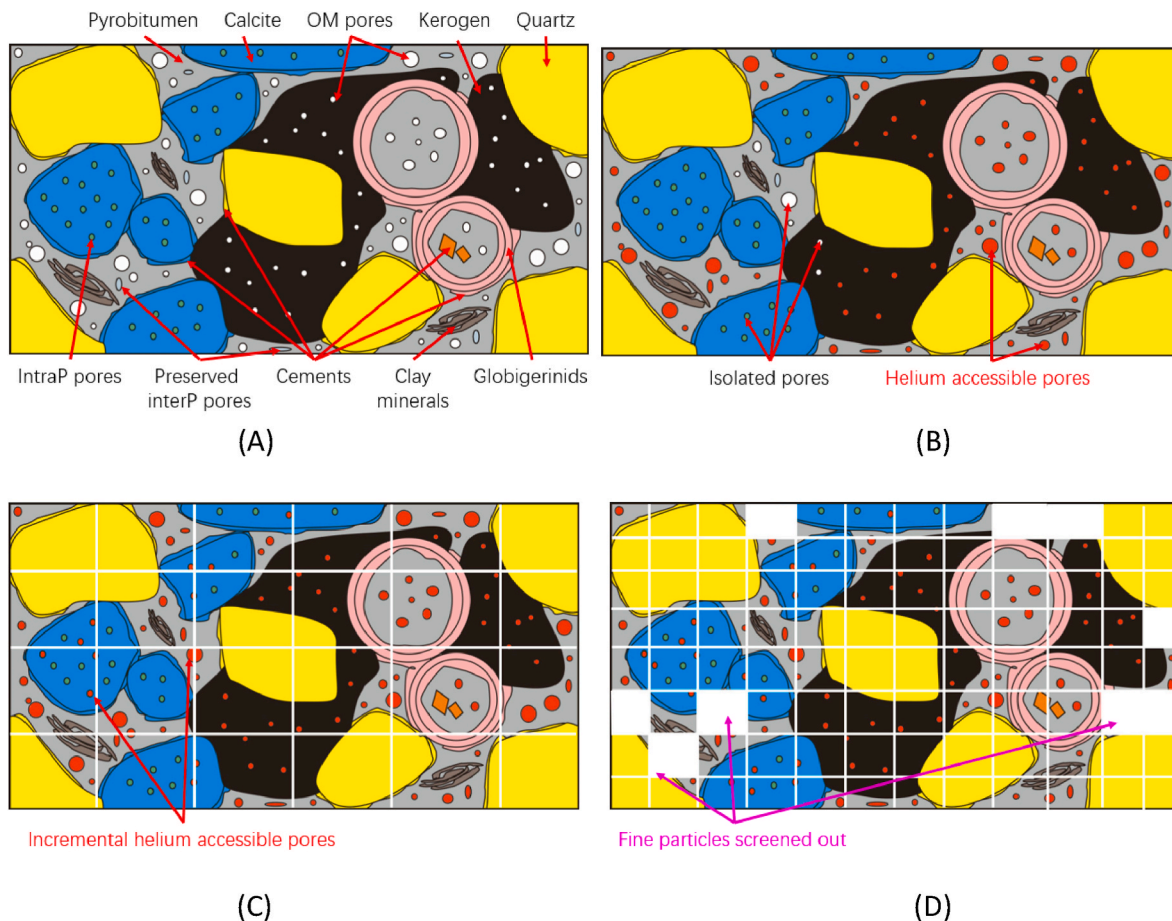 Pyrobitumen Calcite OM pores Kerogen Quartz
IntraP pores Preserved interP pores Cements Clay minerals Globigerinids
(A)
Isolated pores Helium accessible pores
(B)
Incremental helium accessible pores
(C)
Fine particles screened out
(D)